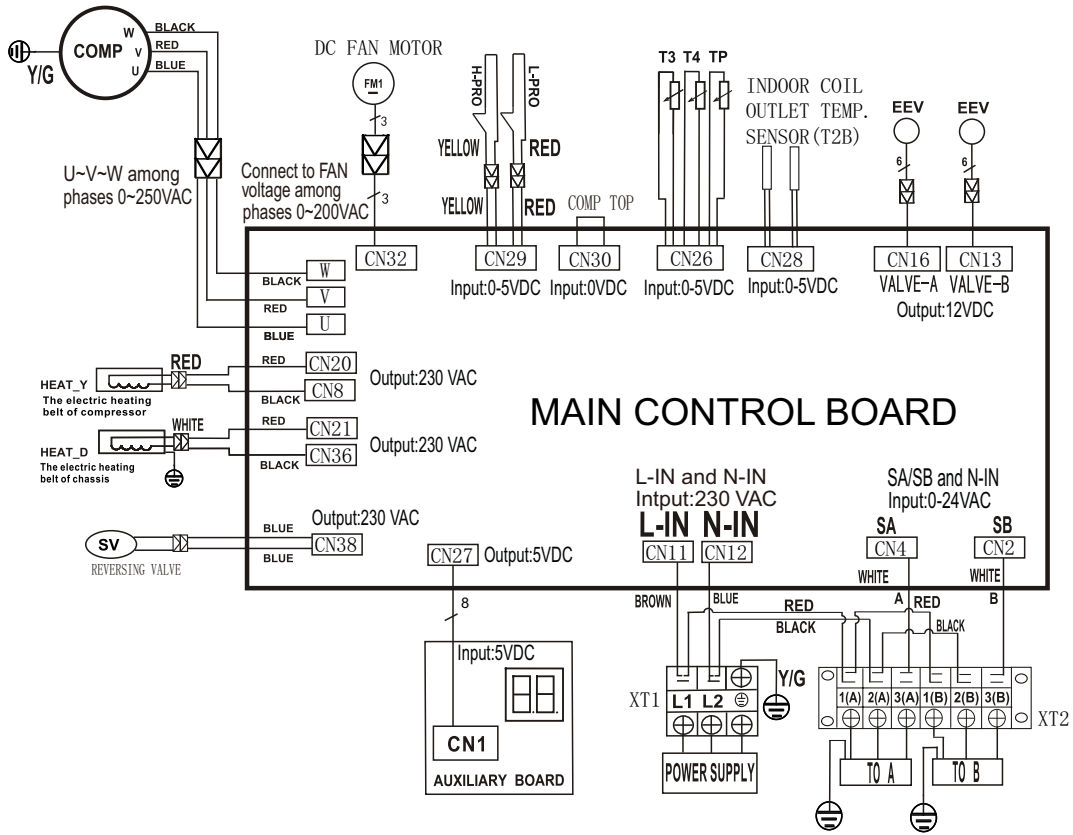 COMP
W
BLACK
V
RED
U
BLUE
Y/G
U~V~W among
phases 0~250VAC
DC FAN MOTOR
FM1
3
3
Connect to FAN
voltage among
phases 0~200VAC
H-PRO
L-PRO
YELLOW
RED
YELLOW
RED
COMP TOP
T3 T4 TP
INDOOR COIL
OUTLET TEMP.
SENSOR(T2B)
EEV
EEV
6
6
CN32
CN29
Input:0-5VDC
CN30
Input:0VDC
CN26
Input:0-5VDC
CN28
Input:0-5VDC
CN16
CN13
VALVE-A
VALVE-B
Output:12VDC
BLACK
W
RED
V
BLUE
U
HEAT_Y
The electric heating
belt of compressor
RED
RED
CN20
BLACK
CN8
Output:230 VAC
HEAT_D
The electric heating
belt of chassis
WHITE
RED
CN21
BLACK
CN36
Output:230 VAC
MAIN CONTROL BOARD
SV
REVERSING VALVE
BLUE
BLUE
Output:230 VAC
CN38
CN27
Output:5VDC
8
L-IN and N-IN
Intput:230 VAC
L-IN N-IN
CN11
CN12
SA/SB and N-IN
Input:0-24VAC
SA
SB
CN4
CN2
WHITE
WHITE
BROWN
BLUE
RED
BLACK
A
RED
B
BLACK
Input:5VDC
CN1
AUXILIARY BOARD
XT1
L1 L2
Y/G
POWER SUPPLY
1(A) 2(A) 3(A) 1(B) 2(B) 3(B)
XT2
TO A
TO B